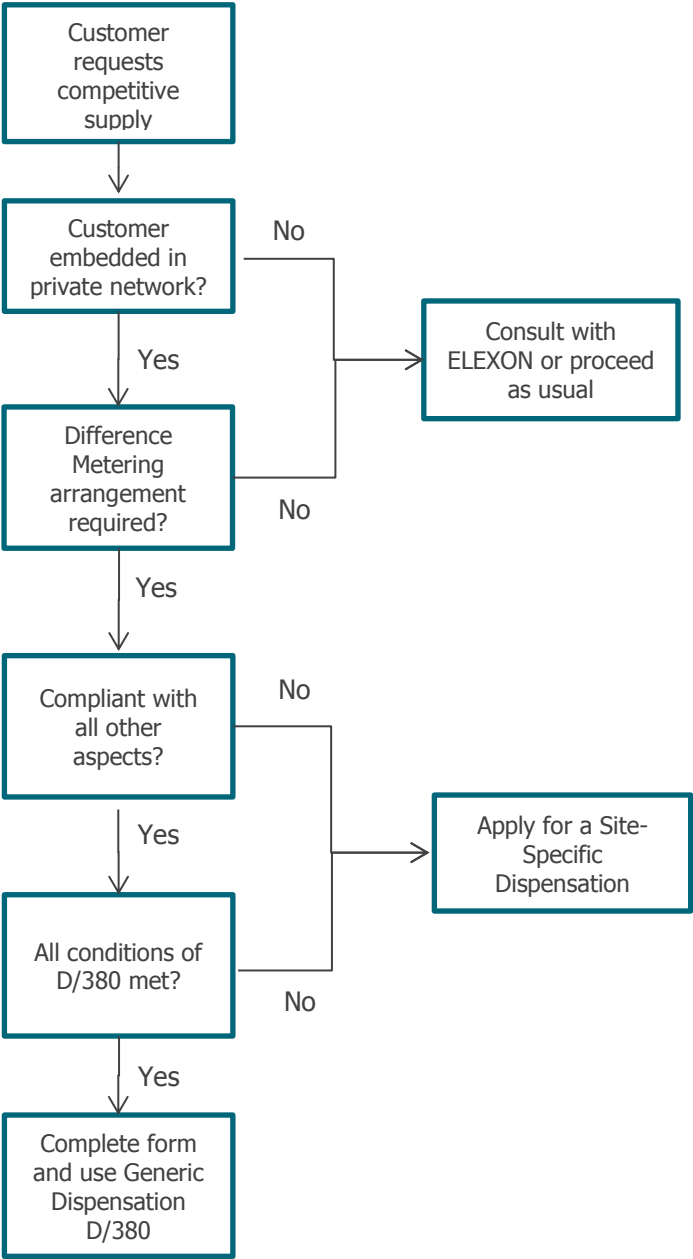 Customer
requests
competitive
supply
Customer
embedded in
private network?
No
Yes
Consult with
ELEXON or proceed
as usual
Difference
Metering
arrangement
required?
No
Yes
Compliant with
all other
aspects?
No
Yes
Apply for a Site-
Specific
Dispensation
All conditions of
D/380 met?
No
Yes
Complete form
and use Generic
Dispensation
D/380